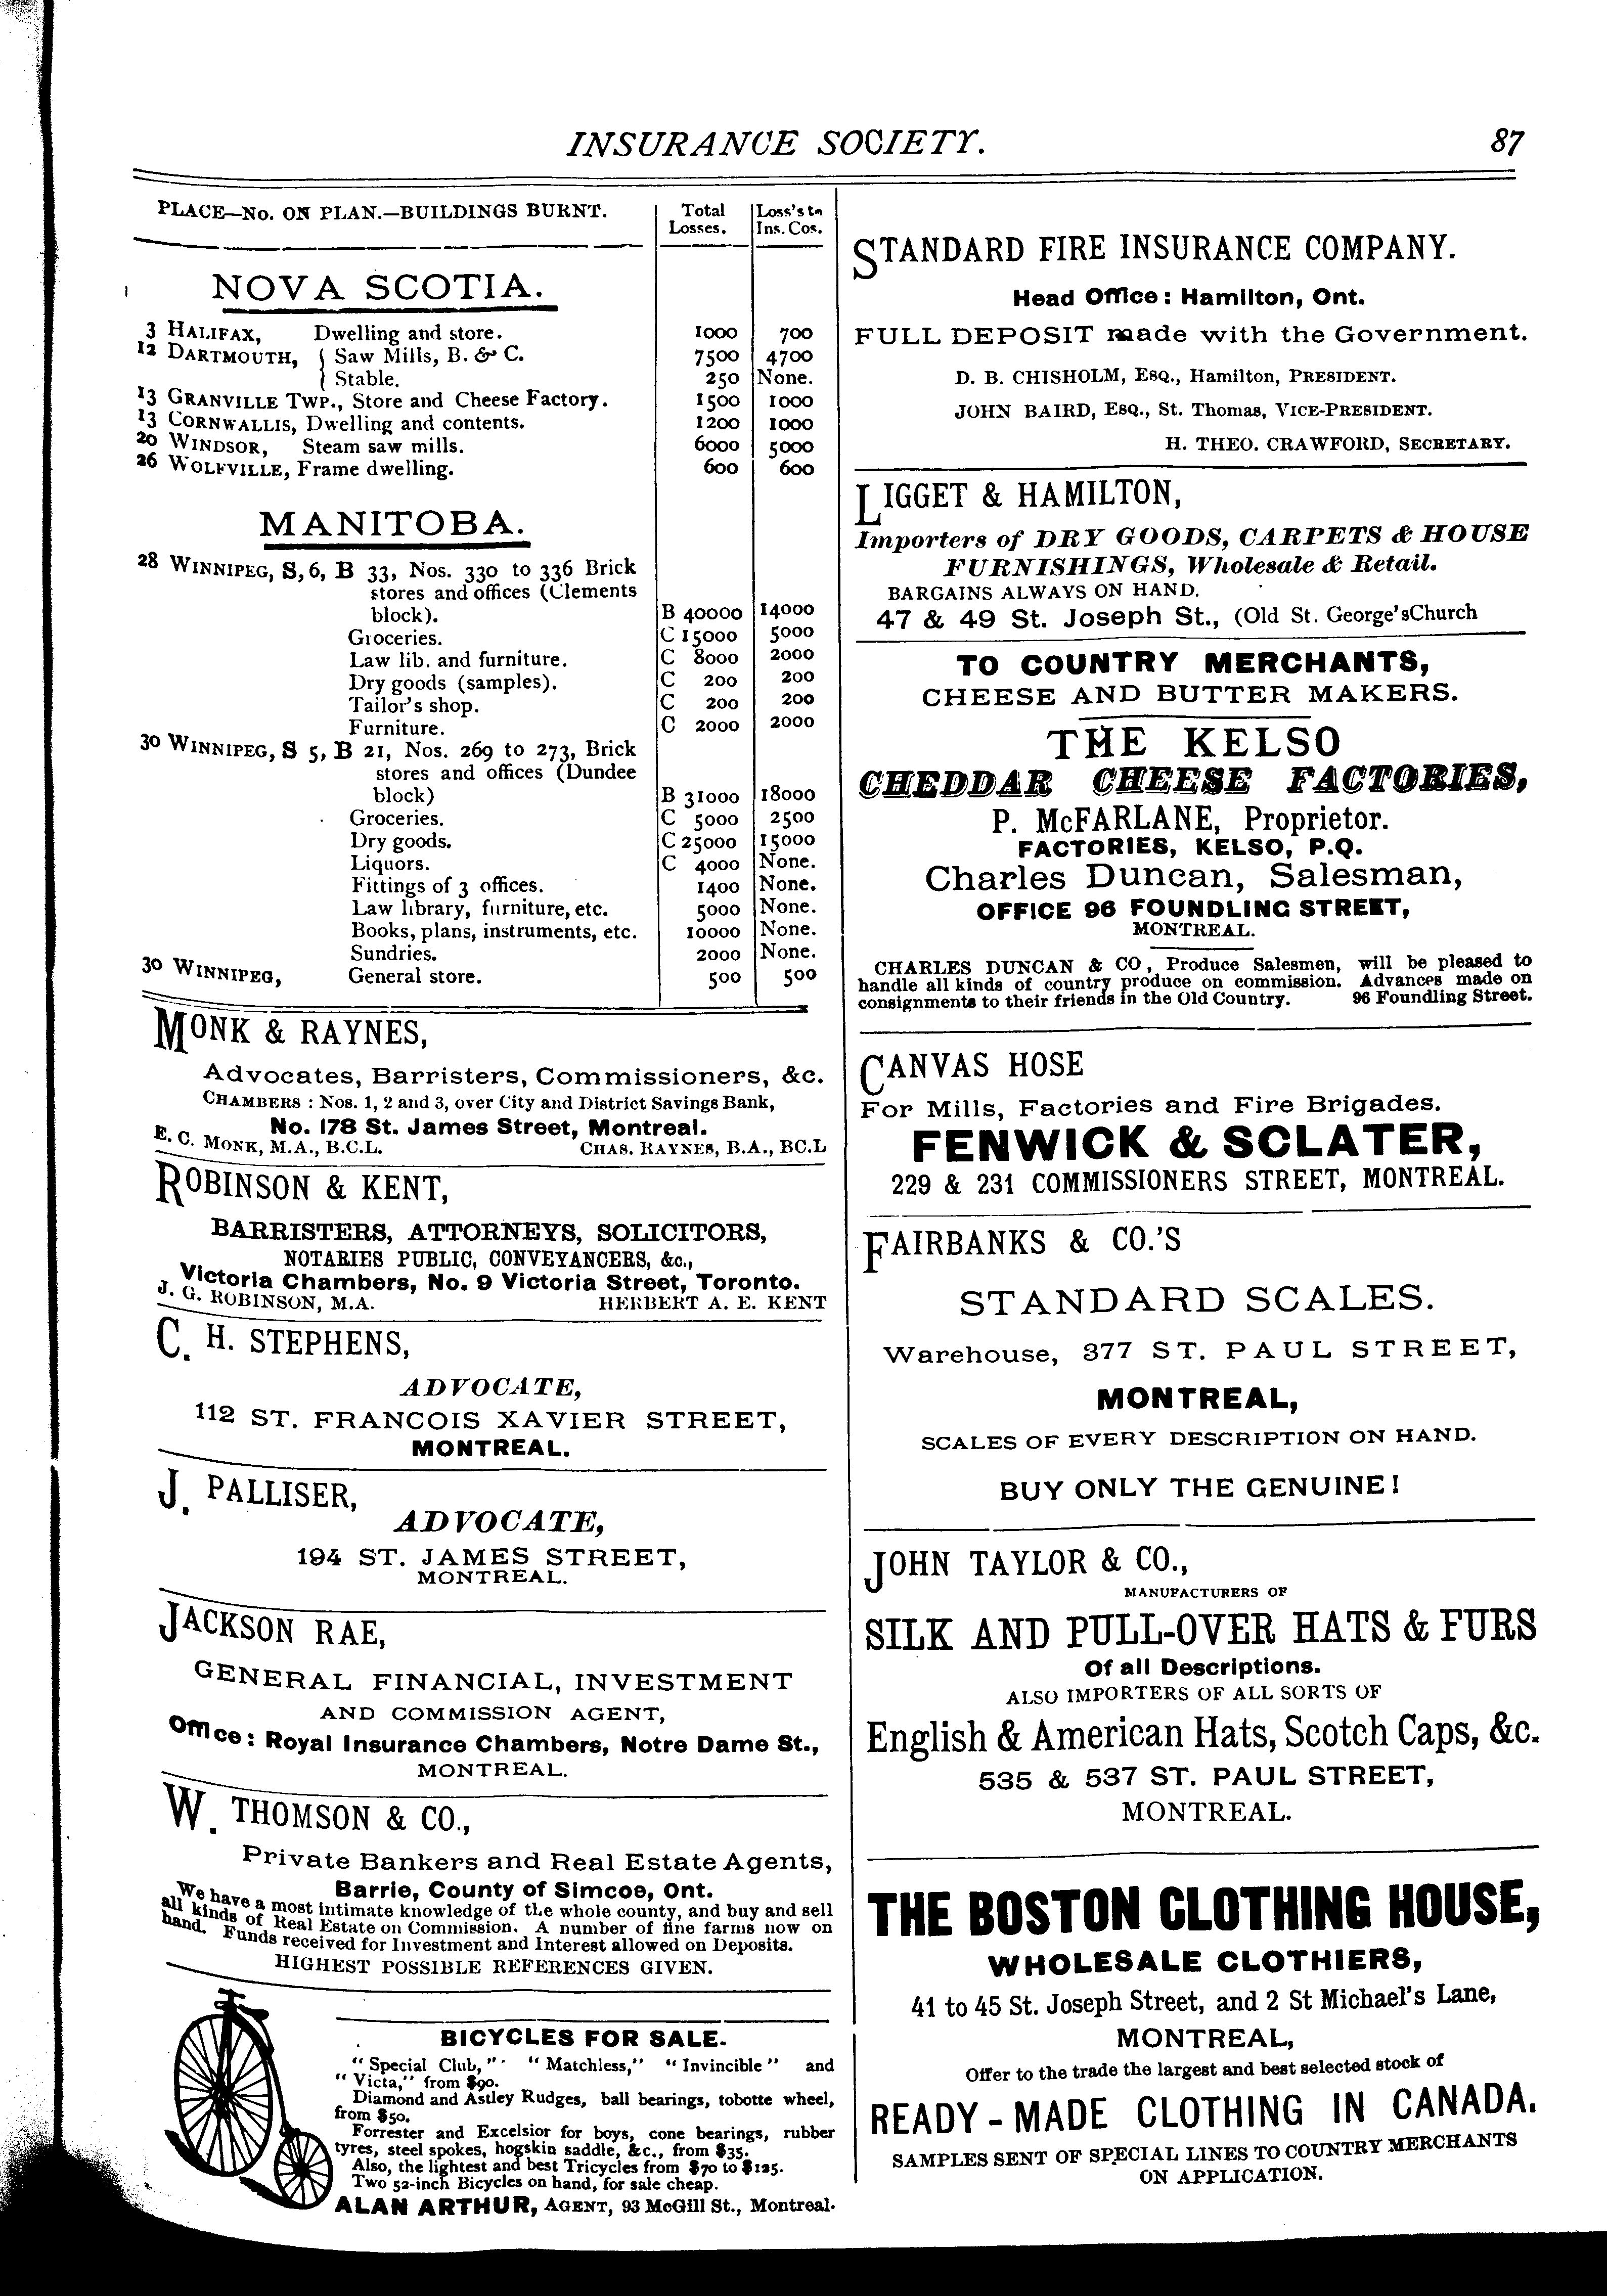 INSURANCE SOCIETY. 87
PLACE—No. ON PLAN.—BUILDINGS BURNT. Total Losses. Loss's to Ins. Cos.
NOVA SCOTIA.
3 HALIFAX, Dwelling and store. 1000 700
12 DARTMOUTH, { Saw Mills, B. & C. 7500 4700
{ Stable. 250 None.
13 GRANVILLE TWP., Store and Cheese Factory. 1500 1000
13 CORNWALLIS, Dwelling and contents. 1200 1000
20 WINDSOR, Steam saw mills. 6000 5000
26 WOLFVILLE, Frame dwelling. 600 600
MANITOBA.
28 WINNIPEG, S, 6, B 33, Nos. 330 to 336 Brick
stores and offices (Clements
block). B 40000 14000
Groceries. C 15000 5000
Law lib. and furniture. C 8000 2000
Dry goods (samples). C 200 200
Tailor's shop. C 200 200
Furniture. C 2000 2000
30 WINNIPEG, S 5, B 21, Nos. 269 to 273, Brick
stores and offices (Dundee
block) B 31000 18000
Groceries. C 5000 2500
Dry goods. C 25000 15000
Liquors. C 4000 None.
Fittings of 3 offices. 1400 None.
Law library, furniture, etc. 5000 None.
Books, plans, instruments, etc. 10000 None.
Sundries. 2000 None.
30 WINNIPEG, General store. 500 500
MONK & RAYNES,
Advocates, Barristers, Commissioners, &c.
CHAMBERS : Nos. 1, 2 and 3, over City and District Savings Bank,
No. 178 St. James Street, Montreal.
E. C. MONK, M.A., B.C.L. CHAS. RAYNES, B.A., BC.L
ROBINSON & KENT,
BARRISTERS, ATTORNEYS, SOLICITORS,
NOTARIES PUBLIC, CONVEYANCERS, &c.,
Victoria Chambers, No. 9 Victoria Street, Toronto.
J. G. ROBINSON, M.A. HERBERT A. E. KENT
C. H. STEPHENS,
ADVOCATE,
112 ST. FRANCOIS XAVIER STREET,
MONTREAL.
J. PALLISER,
ADVOCATE,
194 ST. JAMES STREET,
MONTREAL.
JACKSON RAE,
GENERAL FINANCIAL, INVESTMENT
AND COMMISSION AGENT,
Office: Royal Insurance Chambers, Notre Dame St.,
MONTREAL.
W. THOMSON & CO.,
Private Bankers and Real Estate Agents,
Barrie, County of Simcoe, Ont.
We have a most intimate knowledge of the whole county, and buy and sell
all kinds of Real Estate on Commission. A number of fine farms now on
hand. Funds received for Investment and Interest allowed on Deposits.
HIGHEST POSSIBLE REFERENCES GIVEN.
BICYCLES FOR SALE.
"Special Club," "Matchless," "Invincible" and
"Victa," from $90.
Diamond and Astley Rudges, ball bearings, tobotte wheel,
from $50.
Forrester and Excelsior for boys, cone bearings, rubber
tyres, steel spokes, hogskin saddle, &c., from $35.
Also, the lightest and best Tricycles from $70 to $125.
Two 52-inch Bicycles on hand, for sale cheap.
ALAN ARTHUR, AGENT, 93 McGill St., Montreal.
STANDARD FIRE INSURANCE COMPANY.
Head Office: Hamilton, Ont.
FULL DEPOSIT made with the Government.
D. B. CHISHOLM, ESQ., Hamilton, PRESIDENT.
JOHN BAIRD, ESQ., St. Thomas, VICE-PRESIDENT.
H. THEO. CRAWFORD, SECRETARY.
LIGGET & HAMILTON,
Importers of DRY GOODS, CARPETS & HOUSE
FURNISHINGS, Wholesale & Retail.
BARGAINS ALWAYS ON HAND.
47 & 49 St. Joseph St., (Old St. George'sChurch
TO COUNTRY MERCHANTS,
CHEESE AND BUTTER MAKERS.
THE KELSO
CHEDDAR CHEESE FACTORIES,
P. McFARLANE, Proprietor.
FACTORIES, KELSO, P.Q.
Charles Duncan, Salesman,
OFFICE 96 FOUNDLING STREET,
MONTREAL.
CHARLES DUNCAN & CO, Produce Salesmen, will be pleased to
handle all kinds of country produce on commission. Advances made on
consignments to their friends in the Old Country. 96 Foundling Street.
CANVAS HOSE
For Mills, Factories and Fire Brigades.
FENWICK & SCLATER,
229 & 231 COMMISSIONERS STREET, MONTREAL.
FAIRBANKS & CO.'S
STANDARD SCALES.
Warehouse, 377 ST. PAUL STREET,
MONTREAL,
SCALES OF EVERY DESCRIPTION ON HAND.
BUY ONLY THE GENUINE!
JOHN TAYLOR & CO.,
MANUFACTURERS OF
SILK AND PULL-OVER HATS & FURS
Of all Descriptions.
ALSO IMPORTERS OF ALL SORTS OF
English & American Hats, Scotch Caps, &c.
535 & 537 ST. PAUL STREET,
MONTREAL.
THE BOSTON CLOTHING HOUSE,
WHOLESALE CLOTHIERS,
41 to 45 St. Joseph Street, and 2 St Michael's Lane,
MONTREAL,
Offer to the trade the largest and best selected stock of
READY-MADE CLOTHING IN CANADA.
SAMPLES SENT OF SPECIAL LINES TO COUNTRY MERCHANTS
ON APPLICATION.